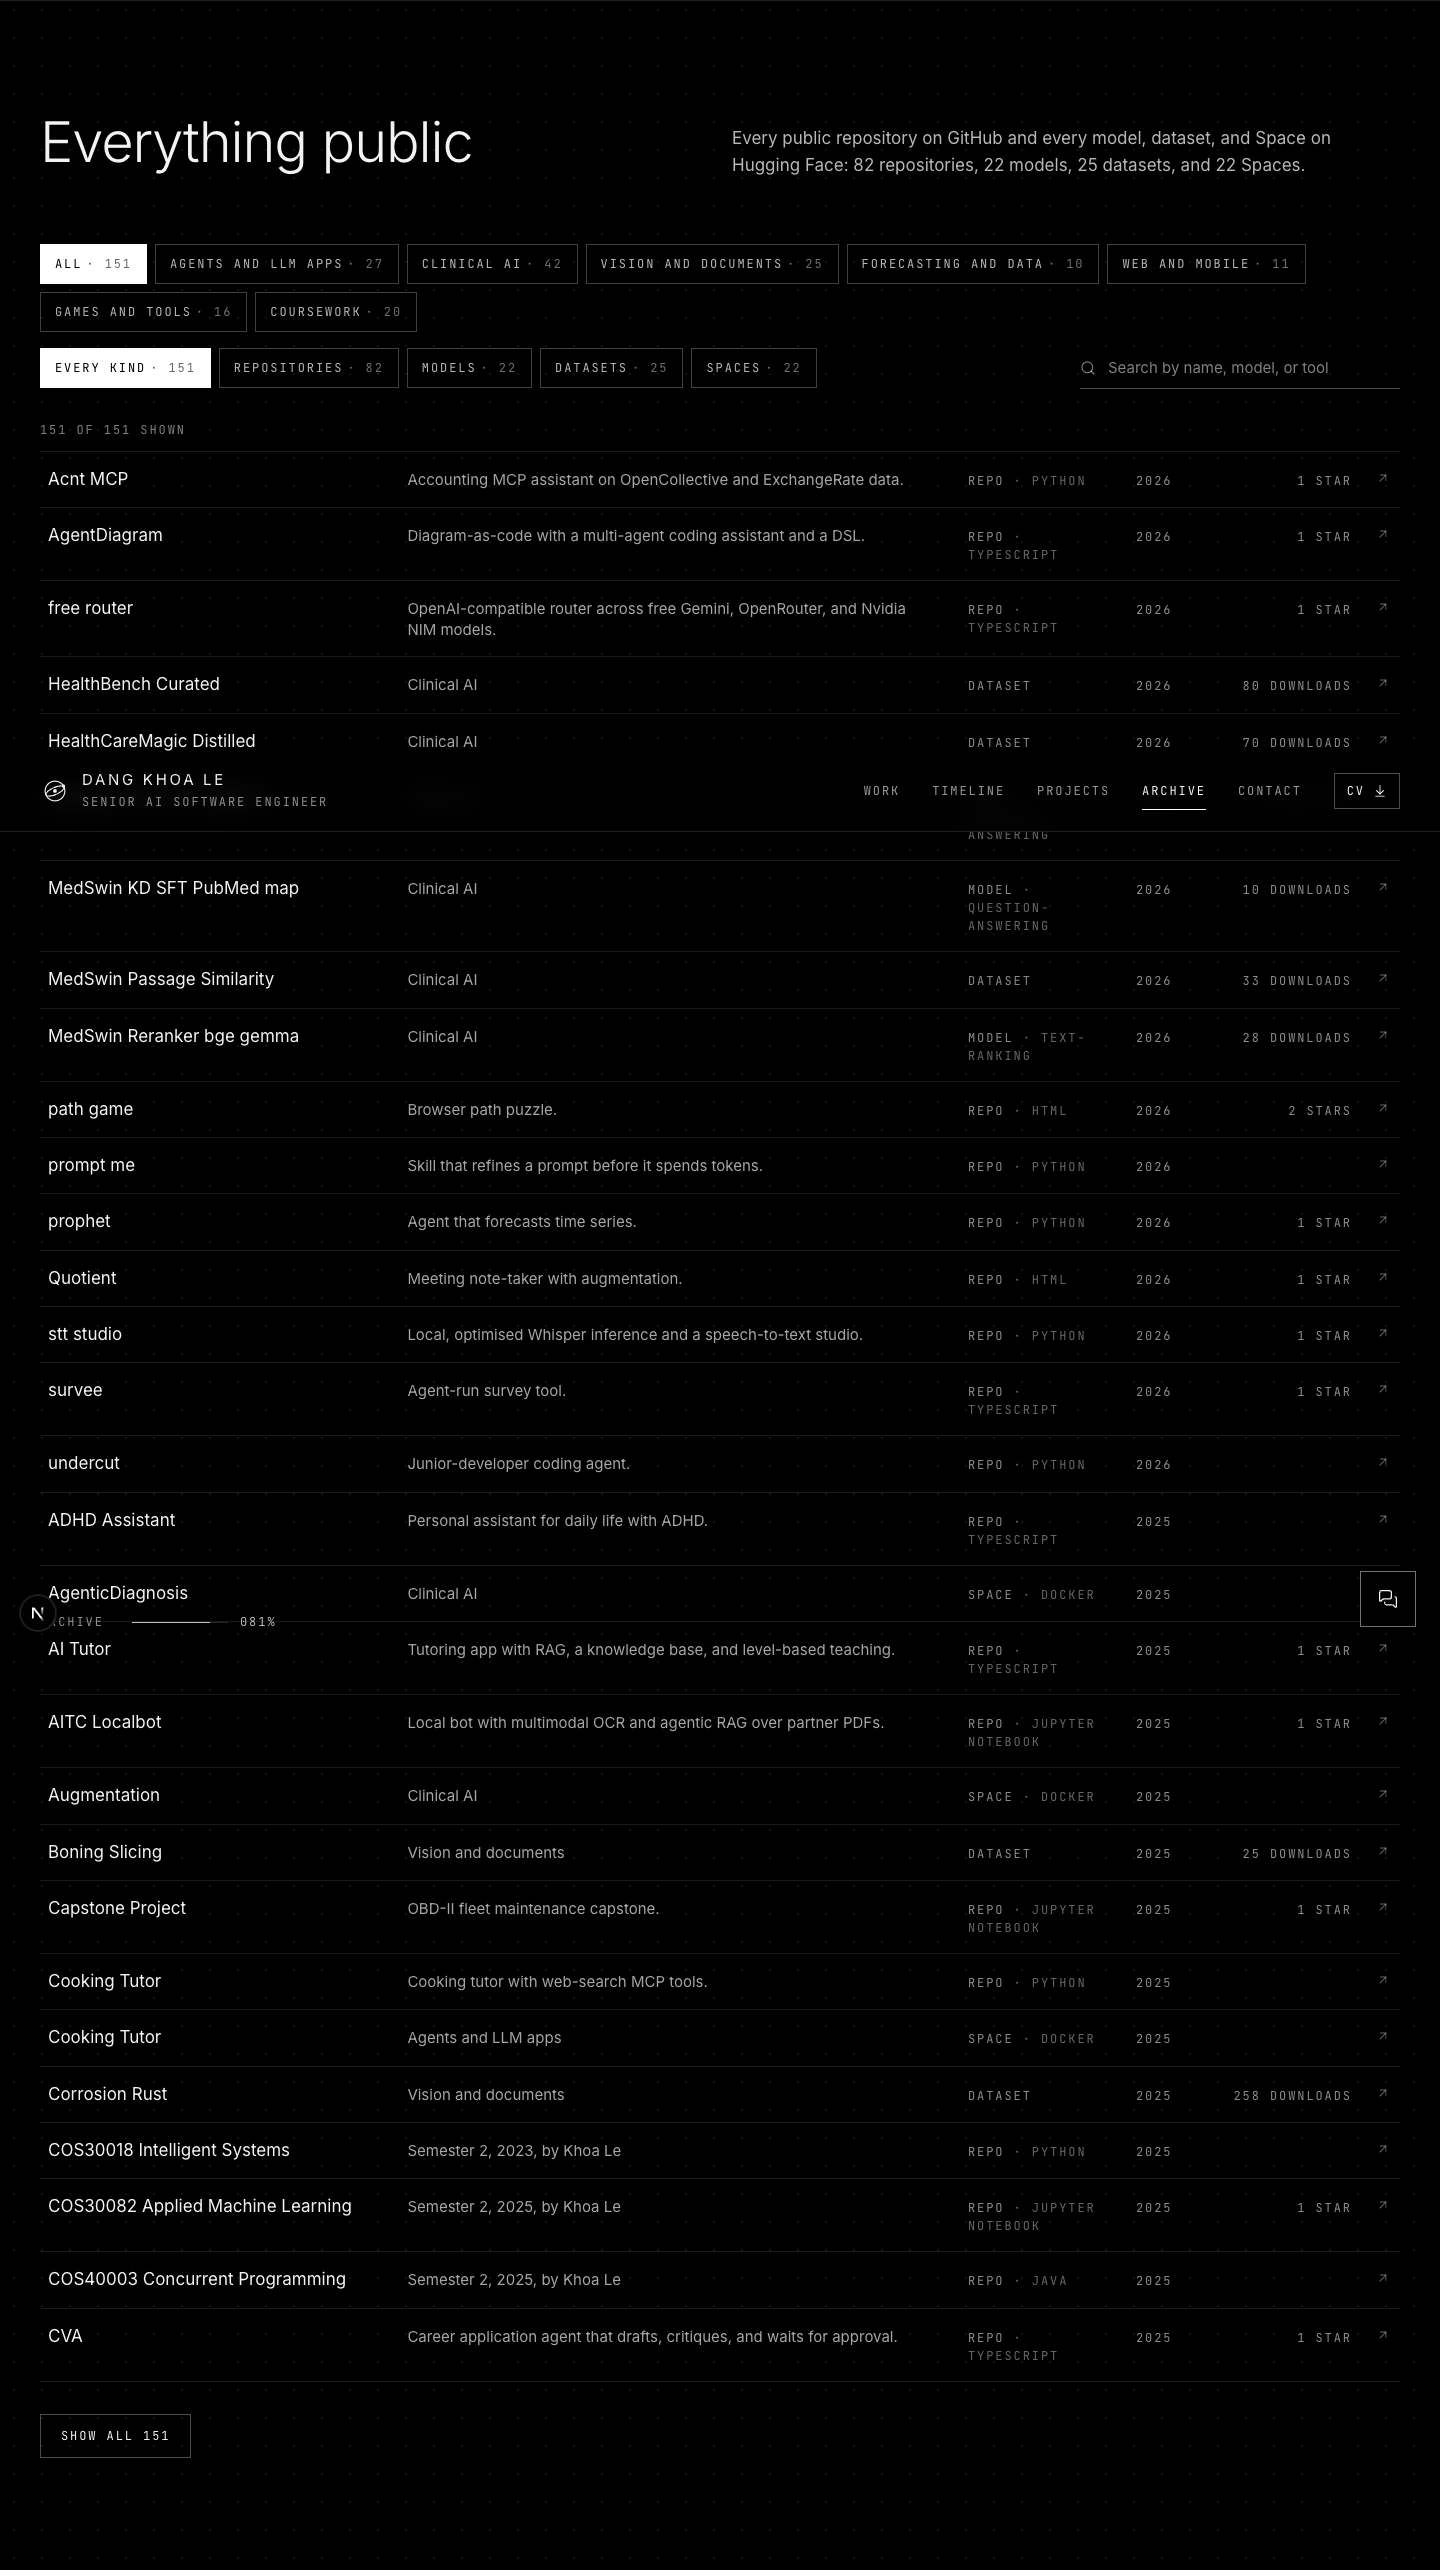 Everything public
Every public repository on GitHub and every model, dataset, and Space on
Hugging Face: 82 repositories, 22 models, 25 datasets, and 22 Spaces.
ALL · 151
AGENTS AND LLM APPS · 27
CLINICAL AI · 42
VISION AND DOCUMENTS · 25
FORECASTING AND DATA · 10
WEB AND MOBILE · 11
GAMES AND TOOLS · 16
COURSEWORK · 20
EVERY KIND · 151
REPOSITORIES · 82
MODELS · 22
DATASETS · 25
SPACES · 22
Search by name, model, or tool
151 OF 151 SHOWN
Acnt MCP
Accounting MCP assistant on OpenCollective and ExchangeRate data.
REPO · PYTHON
2026
1 STAR
AgentDiagram
Diagram-as-code with a multi-agent coding assistant and a DSL.
REPO ·
TYPESCRIPT
2026
1 STAR
free router
OpenAI-compatible router across free Gemini, OpenRouter, and Nvidia
NIM models.
REPO ·
TYPESCRIPT
2026
1 STAR
HealthBench Curated
Clinical AI
DATASET
2026
80 DOWNLOADS
HealthCareMagic Distilled
Clinical AI
DATASET
2026
70 DOWNLOADS
DANG KHOA LE
SENIOR AI SOFTWARE ENGINEER
WORK
TIMELINE
PROJECTS
ARCHIVE
CONTACT
CV
ANSWERING
MedSwin KD SFT PubMed map
Clinical AI
MODEL ·
QUESTION-
ANSWERING
2026
10 DOWNLOADS
MedSwin Passage Similarity
Clinical AI
DATASET
2026
33 DOWNLOADS
MedSwin Reranker bge gemma
Clinical AI
MODEL · TEXT-
RANKING
2026
28 DOWNLOADS
path game
Browser path puzzle.
REPO · HTML
2026
2 STARS
prompt me
Skill that refines a prompt before it spends tokens.
REPO · PYTHON
2026
prophet
Agent that forecasts time series.
REPO · PYTHON
2026
1 STAR
Quotient
Meeting note-taker with augmentation.
REPO · HTML
2026
1 STAR
stt studio
Local, optimised Whisper inference and a speech-to-text studio.
REPO · PYTHON
2026
1 STAR
survee
Agent-run survey tool.
REPO ·
TYPESCRIPT
2026
1 STAR
undercut
Junior-developer coding agent.
REPO · PYTHON
2026
ADHD Assistant
Personal assistant for daily life with ADHD.
REPO ·
TYPESCRIPT
2025
AgenticDiagnosis
Clinical AI
SPACE · DOCKER
2025
N
CHIVE
081%
AI Tutor
Tutoring app with RAG, a knowledge base, and level-based teaching.
REPO ·
TYPESCRIPT
2025
1 STAR
AITC Localbot
Local bot with multimodal OCR and agentic RAG over partner PDFs.
REPO · JUPYTER
NOTEBOOK
2025
1 STAR
Augmentation
Clinical AI
SPACE · DOCKER
2025
Boning Slicing
Vision and documents
DATASET
2025
25 DOWNLOADS
Capstone Project
OBD-II fleet maintenance capstone.
REPO · JUPYTER
NOTEBOOK
2025
1 STAR
Cooking Tutor
Cooking tutor with web-search MCP tools.
REPO · PYTHON
2025
Cooking Tutor
Agents and LLM apps
SPACE · DOCKER
2025
Corrosion Rust
Vision and documents
DATASET
2025
258 DOWNLOADS
COS30018 Intelligent Systems
Semester 2, 2023, by Khoa Le
REPO · PYTHON
2025
COS30082 Applied Machine Learning
Semester 2, 2025, by Khoa Le
REPO · JUPYTER
NOTEBOOK
2025
1 STAR
COS40003 Concurrent Programming
Semester 2, 2025, by Khoa Le
REPO · JAVA
2025
CVA
Career application agent that drafts, critiques, and waits for approval.
REPO ·
TYPESCRIPT
2025
1 STAR
SHOW ALL 151